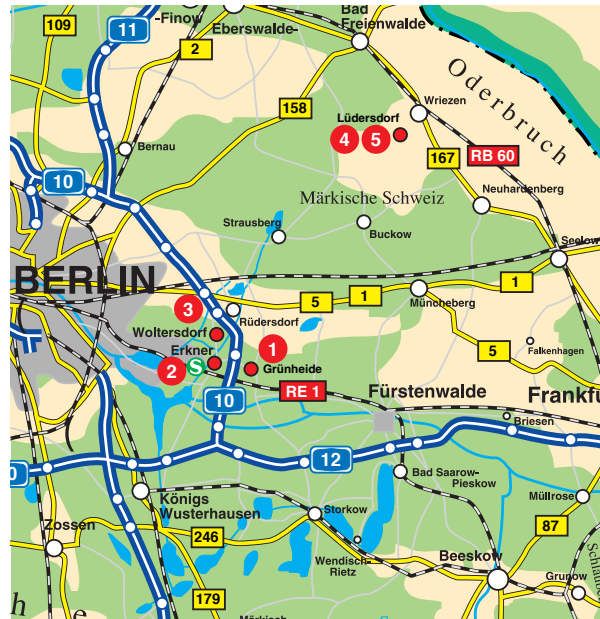 -Finow
Eberswalde-
Bad
Freienwalde
109
11
2
Oderbruch
158
Lüdersdorf
Wriezen
4 5
Bernau
167
RB 60
10
Märkische Schweiz
Neuhardenberg
Strausberg
Buckow
Seelow
BERLIN
1
5
1
Müncheberg
3
Rüdersdorf
Woltersdorf
1
5
Falkenhagen
Erkner
2
S
Grünheide
RE 1
Fürstenwalde
Frankfu
10
Briesen
12
0
Bad Saarow-
Pieskow
Müllrose
Königs
Wusterhausen
Storkow
87
Zossen
246
Wendisch-
Rietz
Beeskow
Grunow
Schlaube
179
h
e
Märkisch